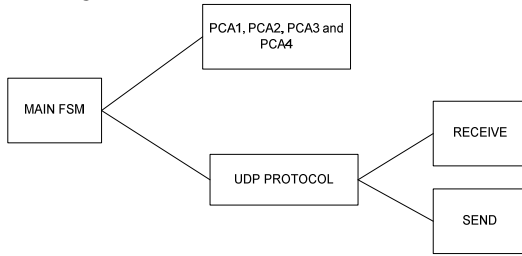 PCA1, PCA2, PCA3 and
PCA4
MAIN FSM
RECEIVE
UDP PROTOCOL
SEND